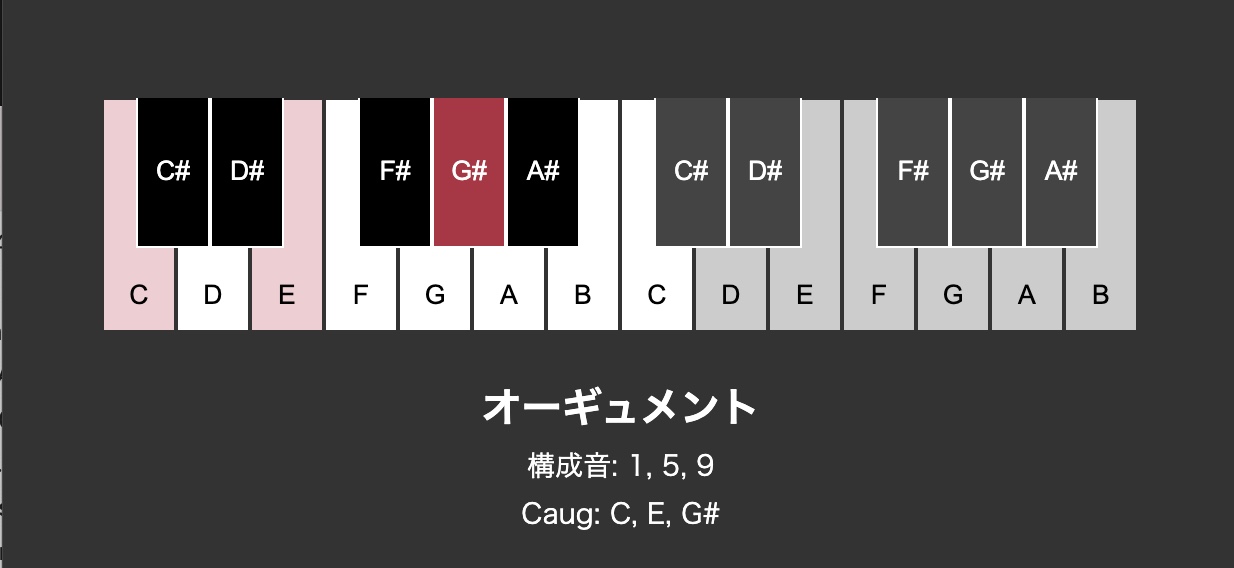 C# D# F# G# A# C# D# F# G# A#
C D E F G A B C D E F G A B
オーギュメント
構成音: 1, 5, 9
Caug: C, E, G#